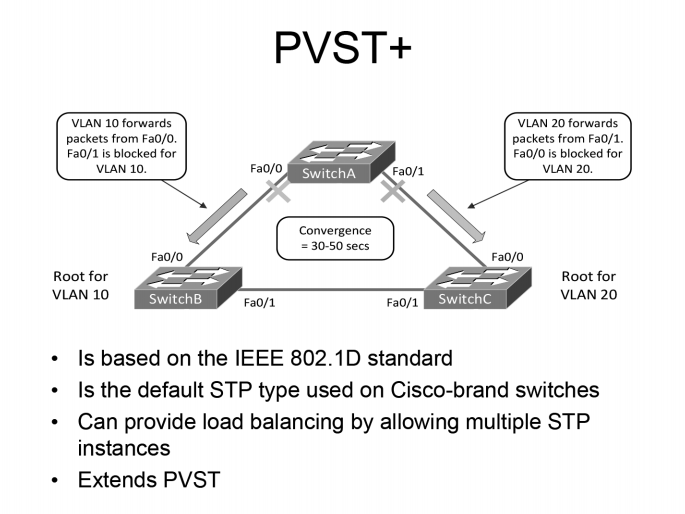 PVST+
VLAN 10 forwards
packets from Fa0/0.
Fa0/1 is blocked for
VLAN 10.
VLAN 20 forwards
packets from Fa0/1.
Fa0/0 is blocked for
VLAN 20.
Fa0/0
Fa0/1
SwitchA
Convergence
= 30-50 secs
Fa0/0
Fa0/0
Root for
VLAN 10
SwitchB
Fa0/1
Fa0/1
SwitchC
Root for
VLAN 20
• Is based on the IEEE 802.1D standard
• Is the default STP type used on Cisco-brand switches
• Can provide load balancing by allowing multiple STP
instances
• Extends PVST